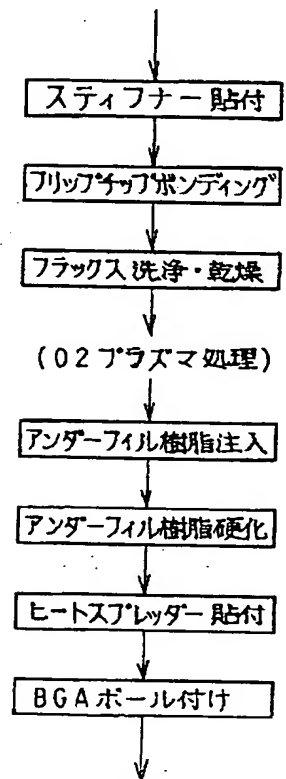 スティフナー貼付
フリップチップボンディング
フラックス洗浄・乾燥
(O2プラズマ処理)
アンダーフィル樹脂注入
アンダーフィル樹脂硬化
ヒートスプレッダー貼付
BGAボール付け